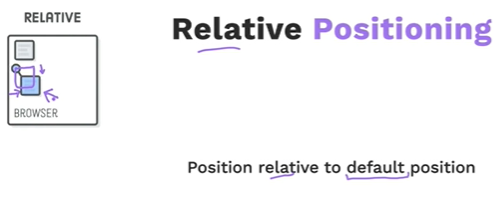 RELATIVE
BROWSER
Relative Positioning
Position relative to default position